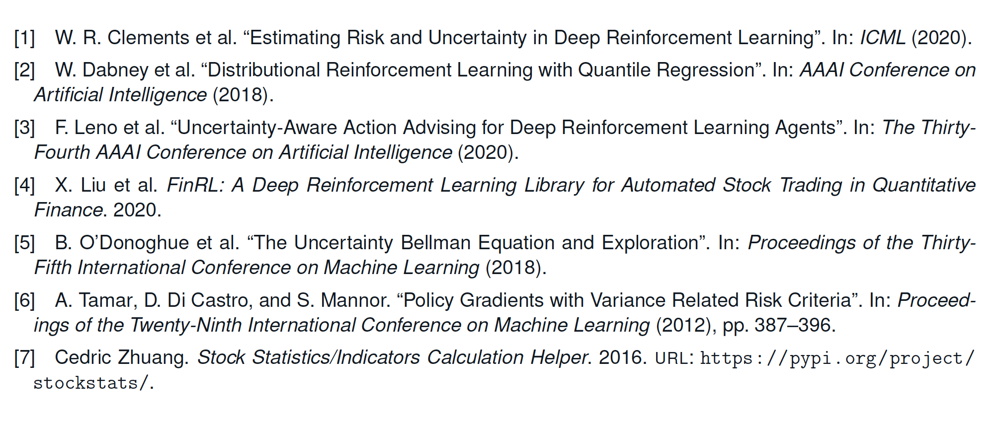 [1] W. R. Clements et al. “Estimating Risk and Uncertainty in Deep Reinforcement Learning”. In: ICML (2020).
[2] W. Dabney et al. “Distributional Reinforcement Learning with Quantile Regression”. In: AAAI Conference on
Artificial Intelligence (2018).
[3] F. Leno et al. “Uncertainty-Aware Action Advising for Deep Reinforcement Learning Agents”. In: The Thirty-
Fourth AAAI Conference on Artificial Intelligence (2020).
[4] X. Liu et al. FinRL: A Deep Reinforcement Learning Library for Automated Stock Trading in Quantitative
Finance. 2020.
[5] B. O’Donoghue et al. “The Uncertainty Bellman Equation and Exploration”. In: Proceedings of the Thirty-
Fifth International Conference on Machine Learning (2018).
[6] A. Tamar, D. Di Castro, and S. Mannor. “Policy Gradients with Variance Related Risk Criteria”. In: Proceed-
ings of the Twenty-Ninth International Conference on Machine Learning (2012), pp. 387–396.
[7] Cedric Zhuang. Stock Statistics/Indicators Calculation Helper. 2016. URL: https://pypi.org/project/
stockstats/.